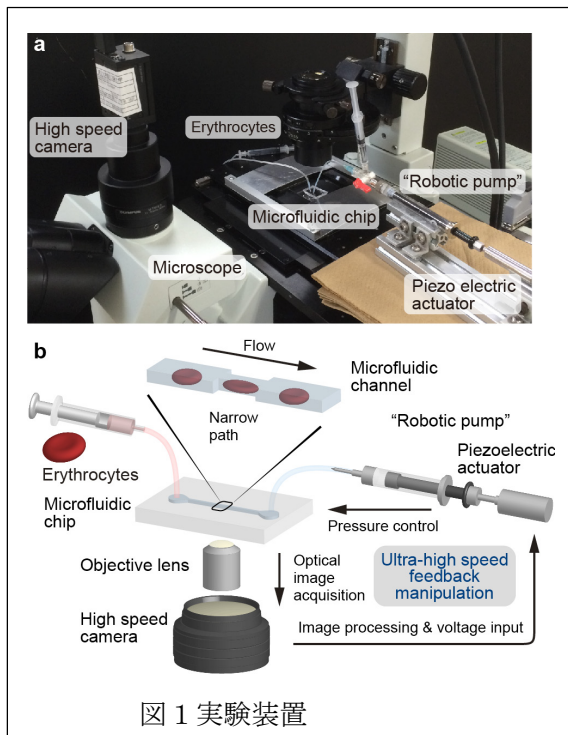 a
High speed
camera
Erythrocytes
"Robotic pump"
Microfluidic chip
Microscope
Piezo electric
actuator
b
Flow
Microfluidic
channel
Narrow
path
"Robotic pump"
Piezoelectric
actuator
Erythrocytes
Microfluidic
chip
Pressure control
Objective lens
Optical
image
acquisition
Ultra-high speed
feedback
manipulation
High speed
camera
Image processing & voltage input
図 1 実験装置